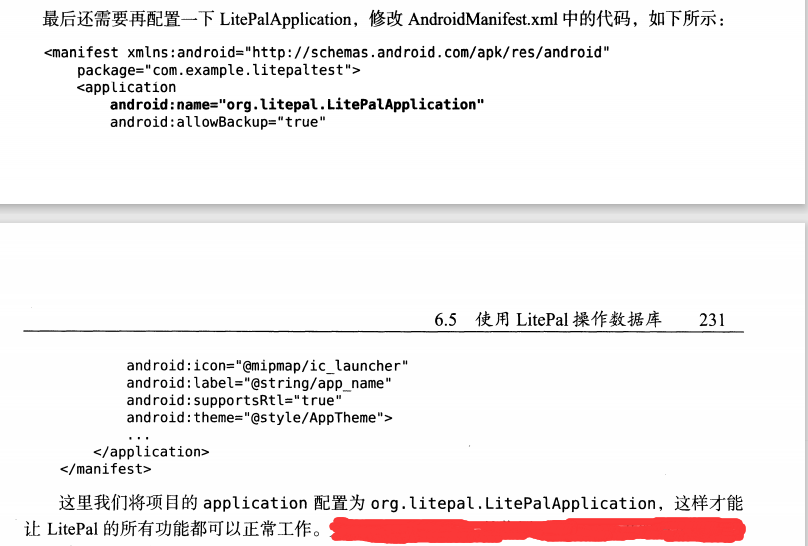 最后还需要再配置一下 LitePalApplication，修改 AndroidManifest.xml 中的代码，如下所示：
<manifest xmlns:android="http://schemas.android.com/apk/res/android"
    package="com.example.litepaltest">
    <application
        android:name="org.litepal.LitePalApplication"
        android:allowBackup="true"
6.5 使用 LitePal 操作数据库 231
        android:icon="@mipmap/ic_launcher"
        android:label="@string/app_name"
        android:supportsRtl="true"
        android:theme="@style/AppTheme">
        ...
    </application>
</manifest>
这里我们将项目的 application 配置为 org.litepal.LitePalApplication，这样才能
让 LitePal 的所有功能都可以正常工作。